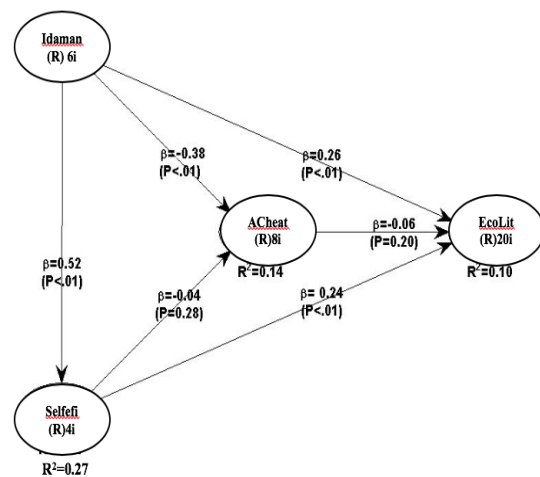 Idaman
(R) 6i
β=-0.38
(P<.01)
β=0.26
(P<.01)
ACheat
(R)8i
R²=0.14
β=-0.06
(P=0.20)
EcoLit
(R)20i
R²=0.10
β=0.52
(P<.01)
β=-0.04
(P=0.28)
β= 0.24
(P<.01)
Selfefi
(R)4i
R²=0.27